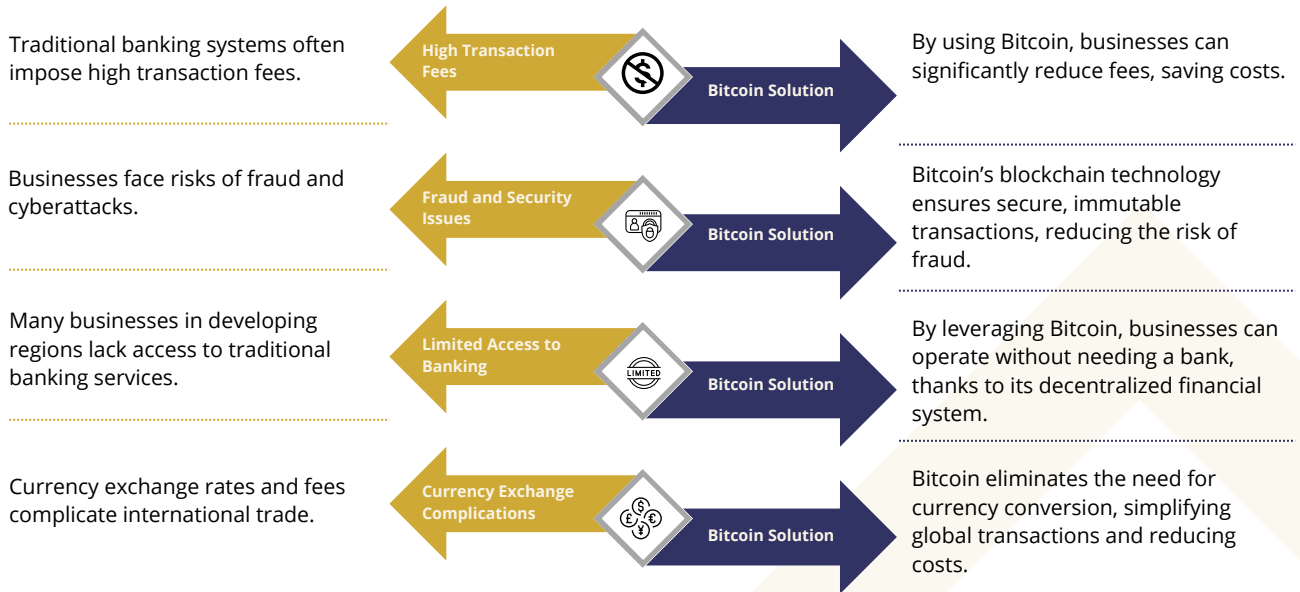 Traditional banking systems often
impose high transaction fees.
High Transaction
Fees
Bitcoin Solution
By using Bitcoin, businesses can
significantly reduce fees, saving costs.
Businesses face risks of fraud and
cyberattacks.
Fraud and Security
Issues
Bitcoin Solution
Bitcoin’s blockchain technology
ensures secure, immutable
transactions, reducing the risk of
fraud.
Many businesses in developing
regions lack access to traditional
banking services.
Limited Access to
Banking
LIMITED
Bitcoin Solution
By leveraging Bitcoin, businesses can
operate without needing a bank,
thanks to its decentralized financial
system.
Currency exchange rates and fees
complicate international trade.
Currency Exchange
Complications
$
£ €
¥
Bitcoin Solution
Bitcoin eliminates the need for
currency conversion, simplifying
global transactions and reducing
costs.